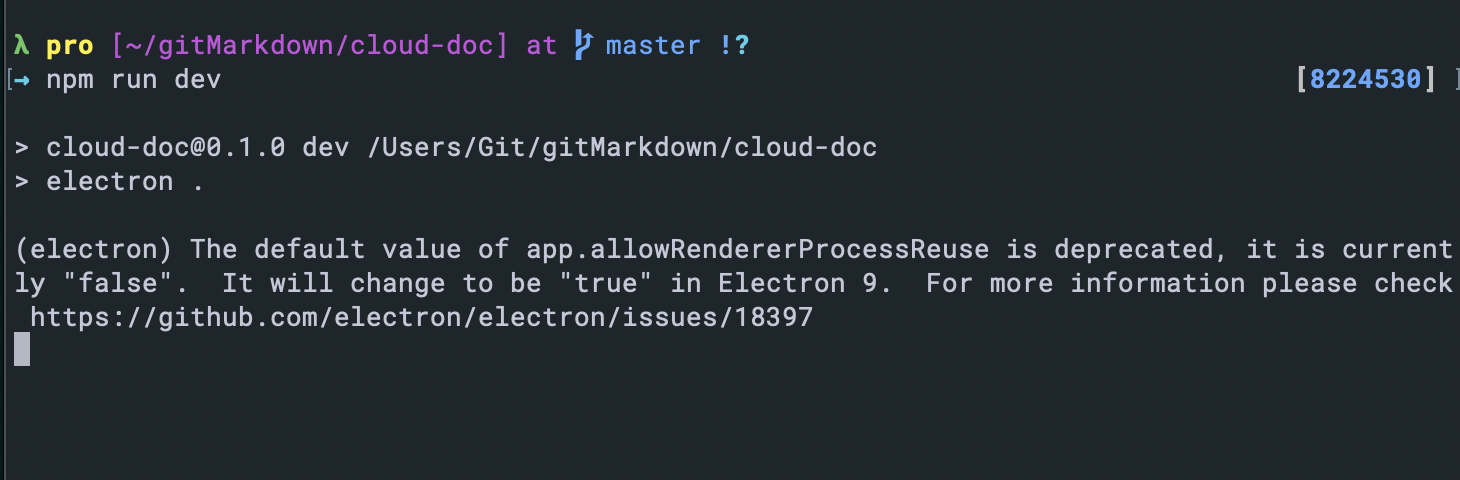 λ pro [~/gitMarkdown/cloud-doc] at master !?
[→ npm run dev [8224530] ]
> cloud-doc@0.1.0 dev /Users/Git/gitMarkdown/cloud-doc
> electron .
(electron) The default value of app.allowRendererProcessReuse is deprecated, it is current
ly "false".  It will change to be "true" in Electron 9.  For more information please check
 https://github.com/electron/electron/issues/18397